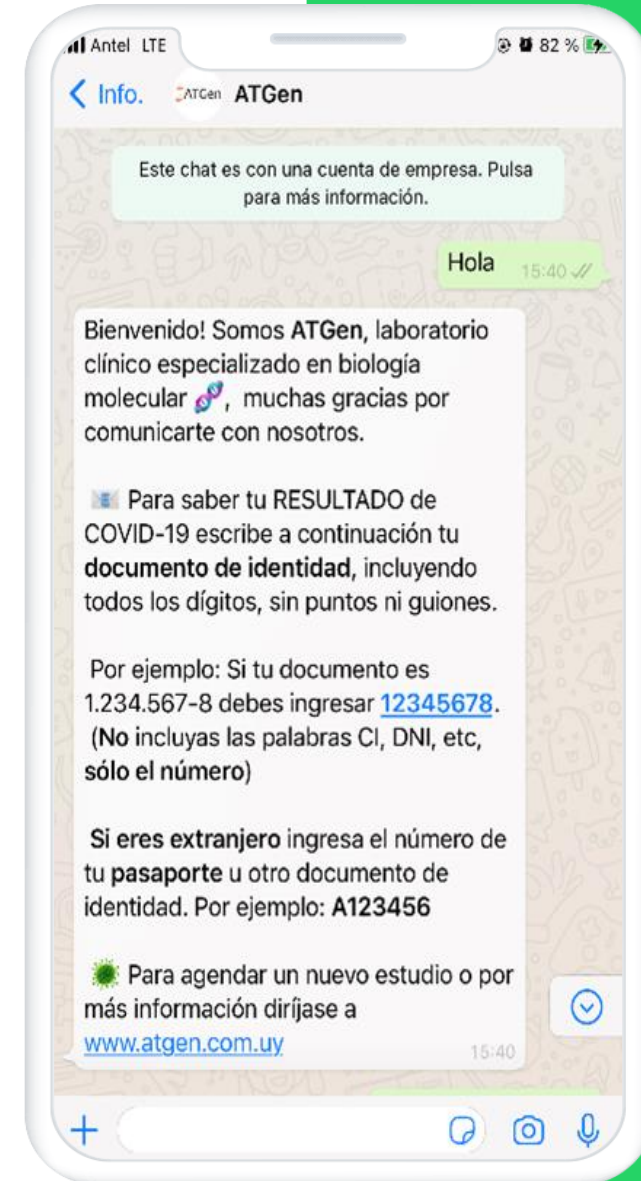 Antel LTE 82 %
Info. ATGen ATGen
Este chat es con una cuenta de empresa. Pulsa
para más información.
Hola 15:40
Bienvenido! Somos ATGen, laboratorio
clínico especializado en biología
molecular 🧬, muchas gracias por
comunicarte con nosotros.
📧 Para saber tu RESULTADO de
COVID-19 escribe a continuación tu
documento de identidad, incluyendo
todos los dígitos, sin puntos ni guiones.
Por ejemplo: Si tu documento es
1.234.567-8 debes ingresar 12345678.
(No incluyas las palabras CI, DNI, etc,
sólo el número)
Si eres extranjero ingresa el número de
tu pasaporte u otro documento de
identidad. Por ejemplo: A123456
🦠 Para agendar un nuevo estudio o por
más información diríjase a
www.atgen.com.uy 15:40